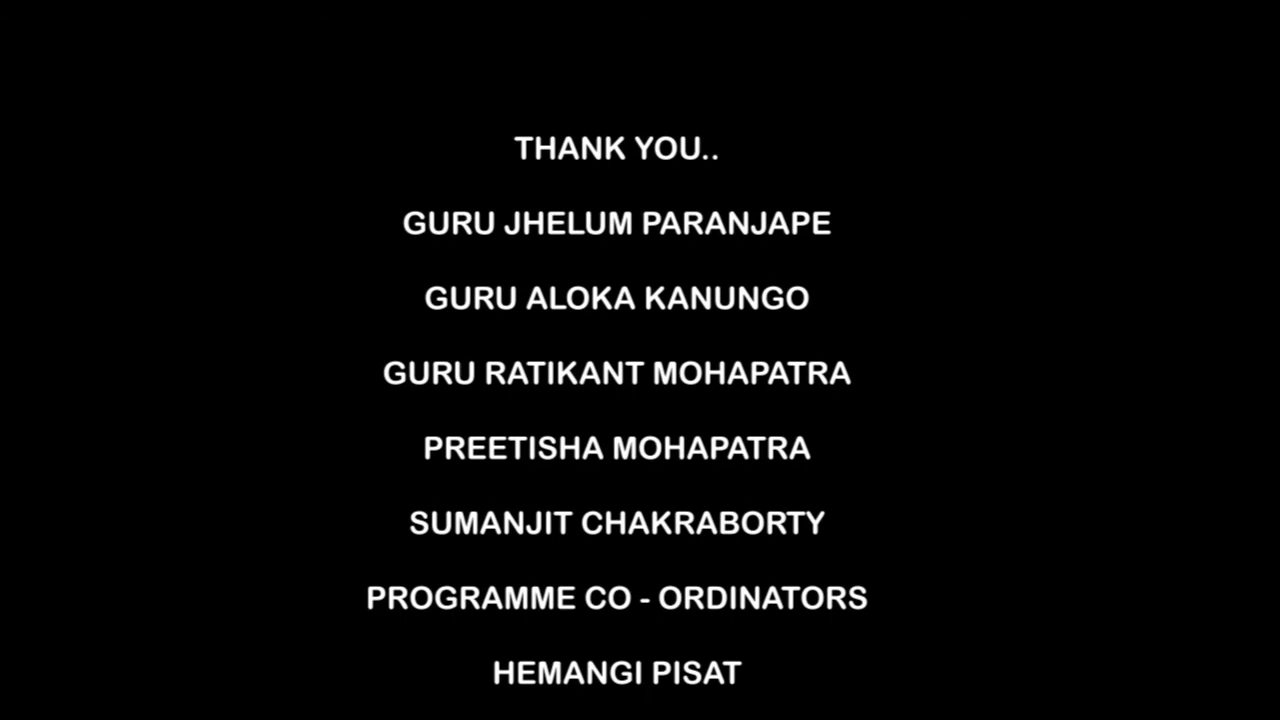 THANK YOU..
GURU JHELUM PARANJAPE
GURU ALOKA KANUNGO
GURU RATIKANT MOHAPATRA
PREETISHA MOHAPATRA
SUMANJIT CHAKRABORTY
PROGRAMME CO - ORDINATORS
HEMANGI PISAT